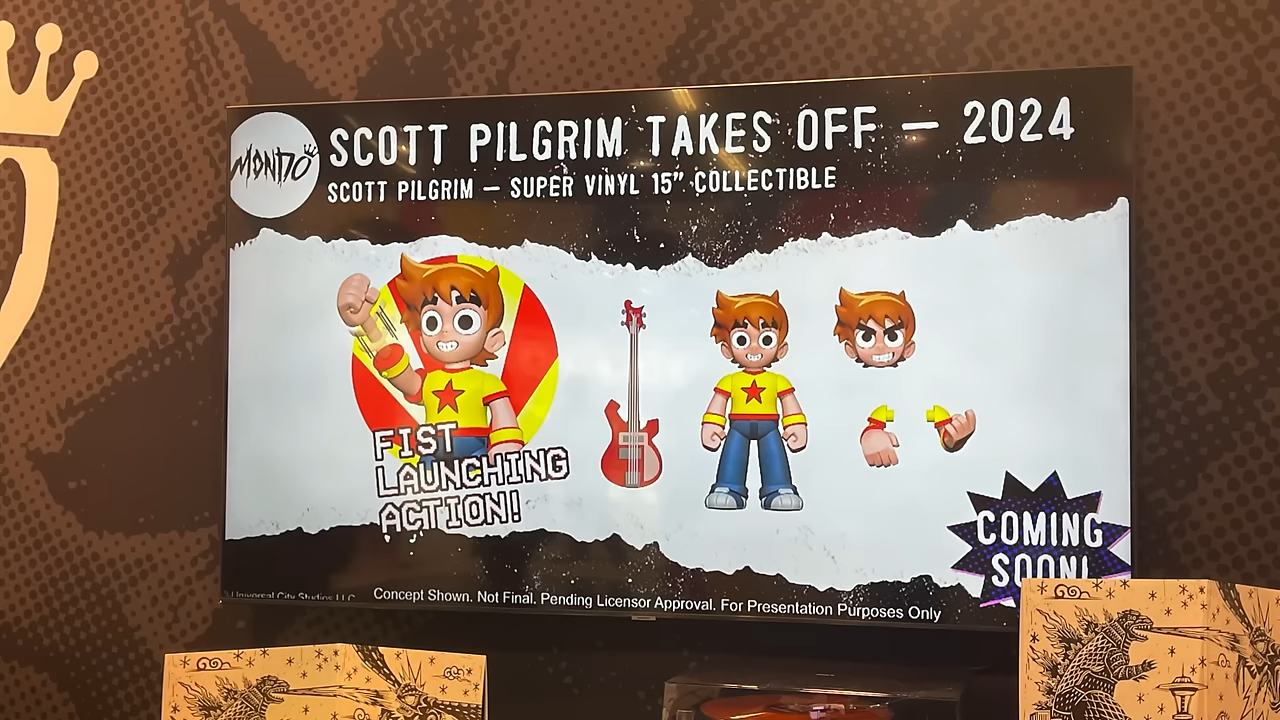 MONDO
SCOTT PILGRIM TAKES OFF — 2024
SCOTT PILGRIM — SUPER VINYL 15” COLLECTIBLE
FIST
LAUNCHING
ACTION!
COMING
SOON!
Universal City Studios LLC
Concept Shown. Not Final. Pending Licensor Approval. For Presentation Purposes Only